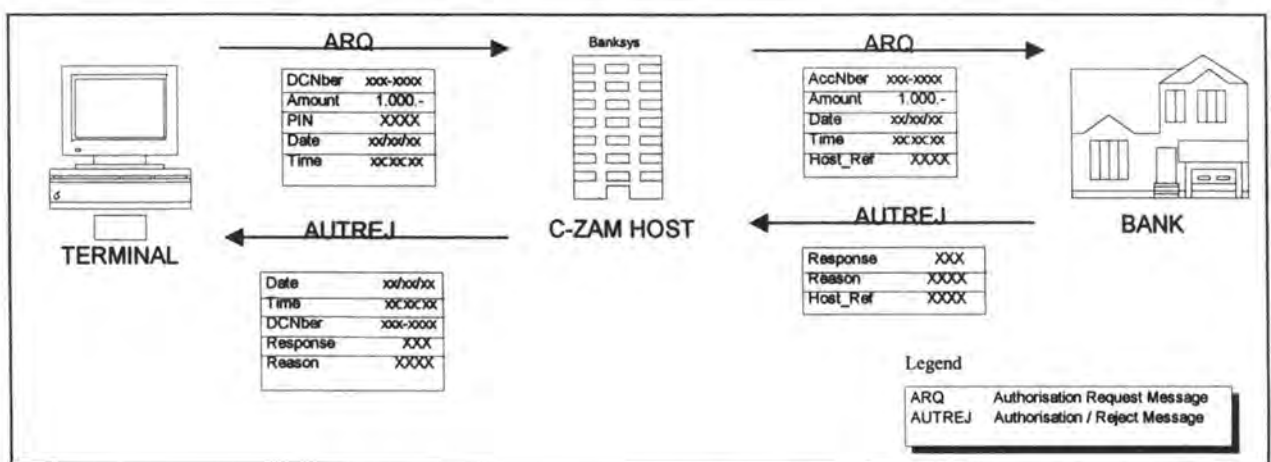 ARQ
DCNber xxx-xxxx
Amount 1.000.-
PIN XXXX
Date xx/xx/xx
Time xx:xx:xx
TERMINAL
AUTREJ
Date xx/xx/xx
Time xx:xx:xx
DCNber xxx-xxxx
Response XXX
Reason XXXX
Banksys
C-ZAM HOST
ARQ
AccNber xxx-xxxx
Amount 1.000.-
Date xx/xx/xx
Time xx:xx:xx
Host_Ref XXXX
AUTREJ
Response XXX
Reason XXXX
Host_Ref XXXX
BANK
Legend
ARQ Authorisation Request Message
AUTREJ Authorisation / Reject Message